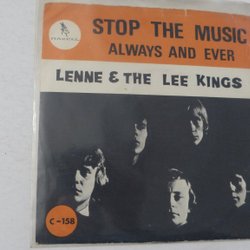 STOP THE MUSIC
ALWAYS AND EVER
LENNE & THE LEE KINGS
C-158